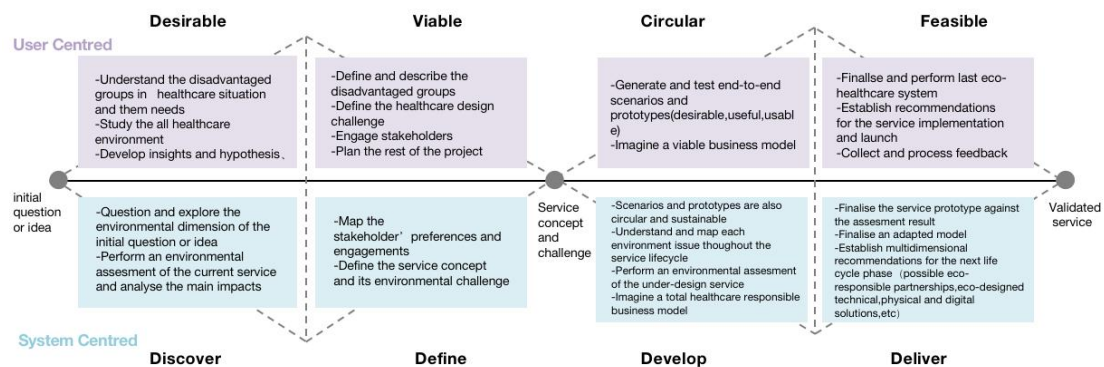 Desirable
Viable
Circular
Feasible
User Centred
-Understand the disadvantaged
groups in healthcare situation
and them needs
-Study the all healthcare
environment
-Develop insights and hypothesis、
-Define and describe the
disadvantaged groups
-Define the healthcare design
challenge
-Engage stakeholders
-Plan the rest of the project
-Generate and test end-to-end
scenarios and
prototypes(desirable,useful,usabl
e)
-Imagine a viable business model
-Finallse and perform last eco-
healthcare system
-Establish recommendations
for the service implementation
and launch
-Collect and process feedback
initial
question
or idea
Service
concept
and
challenge
Validated
service
-Question and explore the
environmental dimension of the
initial question or idea
-Perform an environmental
assesment of the current service
and analyse the main impacts
-Map the
stakeholder’ preferences and
engagements
-Define the service concept
and its environmental challenge
-Scenarios and prototypes are also
circular and sustainable
-Understand and map each
environment issue thoughout the
service lifecycle
-Perform an environmental assesment
of the under-design service
-Imagine a total healthcare responsible
business model
-Finalise the service prototype against
the assesment result
-Finalise an adapted model
-Establish multidimensional
recommendations for the next life
cycle phase（possible eco-
responsible partnerships,eco-designed
technical,physical and digital
solutions,etc）
System Centred
Discover
Define
Develop
Deliver